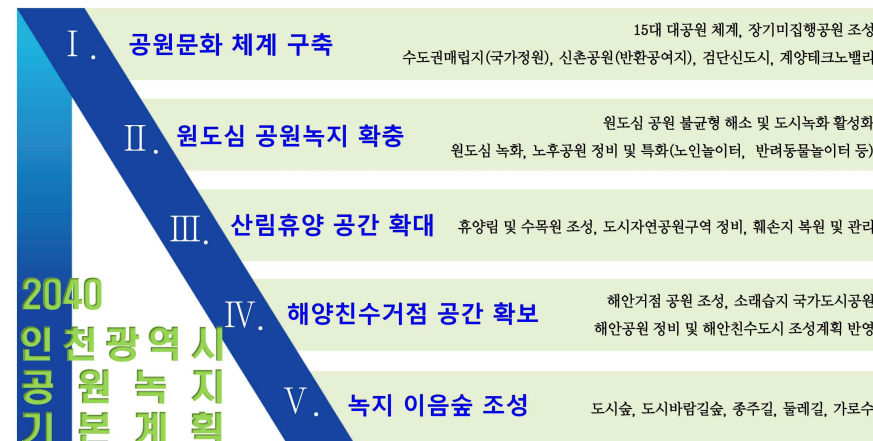 Ⅰ.
공원문화 체계 구축
15대 대공원 체계, 장기미집행공원 조성
수도권매립지(국가정원), 신촌공원(반환공여지), 검단신도시, 계양테크노밸리
Ⅱ.
원도심 공원녹지 확충
원도심 공원 불균형 해소 및 도시녹화 활성화
원도심 녹화, 노후공원 정비 및 특화(노인놀이터, 반려동물놀이터 등)
Ⅲ.
산림휴양 공간 확대
휴양림 및 수목원 조성, 도시자연공원구역 정비, 훼손지 복원 및 관리
Ⅳ.
해양친수거점 공간 확보
해안거점 공원 조성, 소래습지 국가도시공원
해안공원 정비 및 해안친수도시 조성계획 반영
Ⅴ.
녹지 이음숲 조성
도시숲, 도시바람길숲, 종주길, 둘레길, 가로수
2040
인천광역시
공원녹지
기본계획